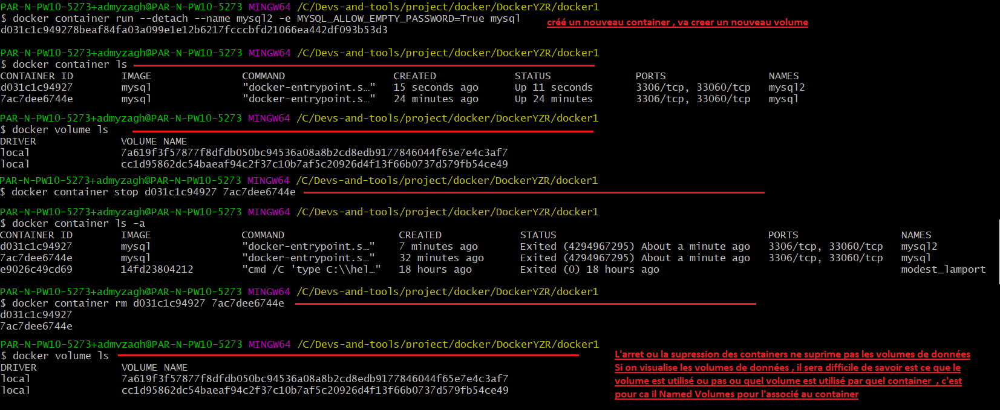 PAR-N-PW10-5273+admyzagh@PAR-N-PW10-5273 MINGW64 /C/Devs-and-tools/project/docker/DockerYZR/docker1
$ docker container run --detach --name mysql2 -e MYSQL_ALLOW_EMPTY_PASSWORD=True mysql
créé un nouveau container , va creer un nouveau volume
d031c1c949278beaf84fa03a099e1e12b6217fcccbfd21066ea442df093b53d3
PAR-N-PW10-5273+admyzagh@PAR-N-PW10-5273 MINGW64 /C/Devs-and-tools/project/docker/DockerYZR/docker1
$ docker container ls
CONTAINER ID IMAGE COMMAND CREATED STATUS PORTS NAMES
d031c1c94927 mysql "docker-entrypoint.s…" 15 seconds ago Up 11 seconds 3306/tcp, 33060/tcp mysql2
7ac7dee6744e mysql "docker-entrypoint.s…" 24 minutes ago Up 24 minutes 3306/tcp, 33060/tcp mysql
PAR-N-PW10-5273+admyzagh@PAR-N-PW10-5273 MINGW64 /C/Devs-and-tools/project/docker/DockerYZR/docker1
$ docker volume ls
DRIVER VOLUME NAME
local 7a619f3f57877f8dfdb050bc94536a08a8b2cd8edb9177846044f65e7e4c3af7
local cc1d95862dc54baeaf94c2f37c10b7af5c20926d4f13f66b0737d579fb54ce49
PAR-N-PW10-5273+admyzagh@PAR-N-PW10-5273 MINGW64 /C/Devs-and-tools/project/docker/DockerYZR/docker1
$ docker container stop d031c1c94927 7ac7dee6744e
PAR-N-PW10-5273+admyzagh@PAR-N-PW10-5273 MINGW64 /C/Devs-and-tools/project/docker/DockerYZR/docker1
$ docker container ls -a
CONTAINER ID IMAGE COMMAND CREATED STATUS PORTS NAMES
d031c1c94927 mysql "docker-entrypoint.s…" 7 minutes ago Exited (4294967295) About a minute ago 3306/tcp, 33060/tcp mysql2
7ac7dee6744e mysql "docker-entrypoint.s…" 32 minutes ago Exited (4294967295) About a minute ago 3306/tcp, 33060/tcp mysql
e9026c49cd69 14fd23804212 "cmd /C 'type C:\\hel…" 18 hours ago Exited (0) 18 hours ago modest_lamport
PAR-N-PW10-5273+admyzagh@PAR-N-PW10-5273 MINGW64 /C/Devs-and-tools/project/docker/DockerYZR/docker1
$ docker container rm d031c1c94927 7ac7dee6744e
d031c1c94927
7ac7dee6744e
PAR-N-PW10-5273+admyzagh@PAR-N-PW10-5273 MINGW64 /C/Devs-and-tools/project/docker/DockerYZR/docker1
$ docker volume ls
DRIVER VOLUME NAME
local 7a619f3f57877f8dfdb050bc94536a08a8b2cd8edb9177846044f65e7e4c3af7
local cc1d95862dc54baeaf94c2f37c10b7af5c20926d4f13f66b0737d579fb54ce49
L'arret ou la supression des containers ne suprime pas les volumes de données
Si on visualise les volumes de données , il sera difficile de savoir est ce que le
volume est utilisé ou pas ou quel volume est utilisé par quel container , c'est
pour ca il Named Volumes pour l'associé au container